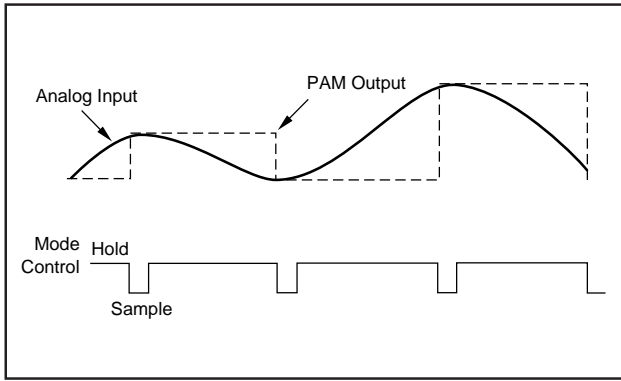 PAM Output
Analog Input
Mode
Control
Hold
Sample